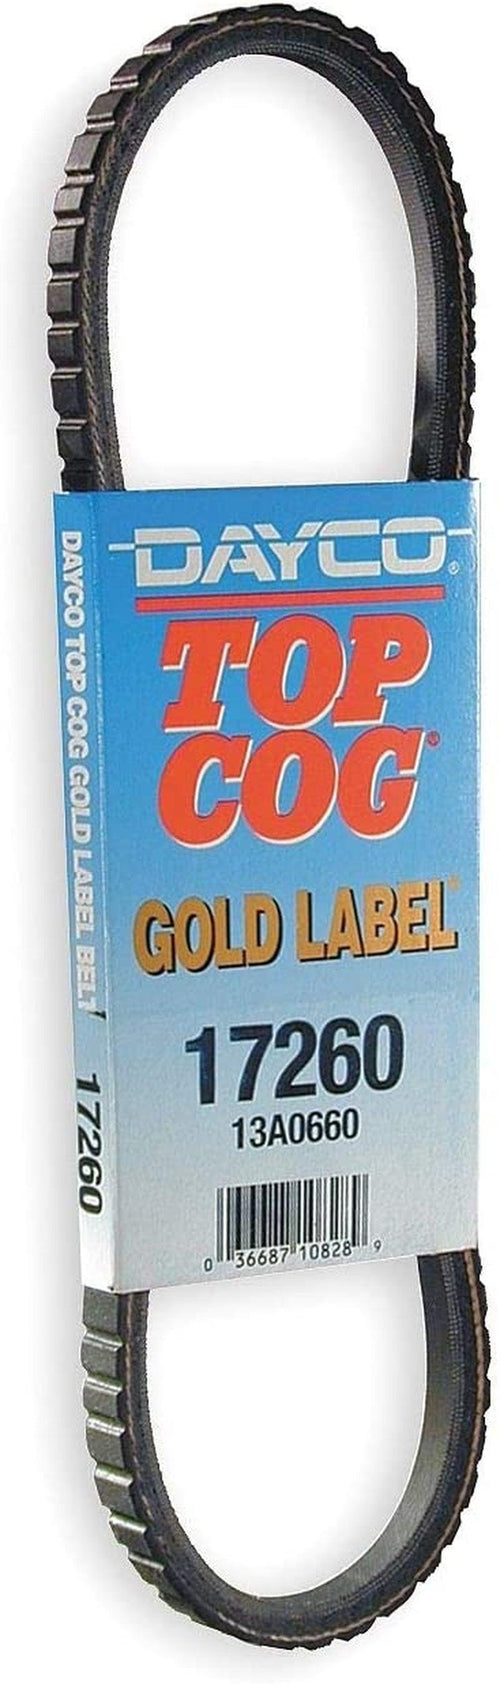 DAYCO®
TOP
COG®
GOLD LABEL®
17260
13A0660
0 36687 10828 9
DAYCO TOP COG GOLD LABEL BELT 17260